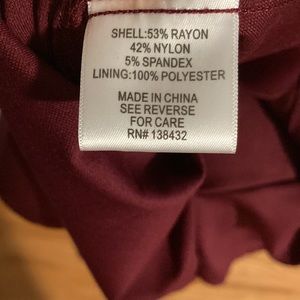 SHELL:53% RAYON
42% NYLON
5% SPANDEX
LINING:100% POLYESTER
MADE IN CHINA
SEE REVERSE
FOR CARE
RN# 138432